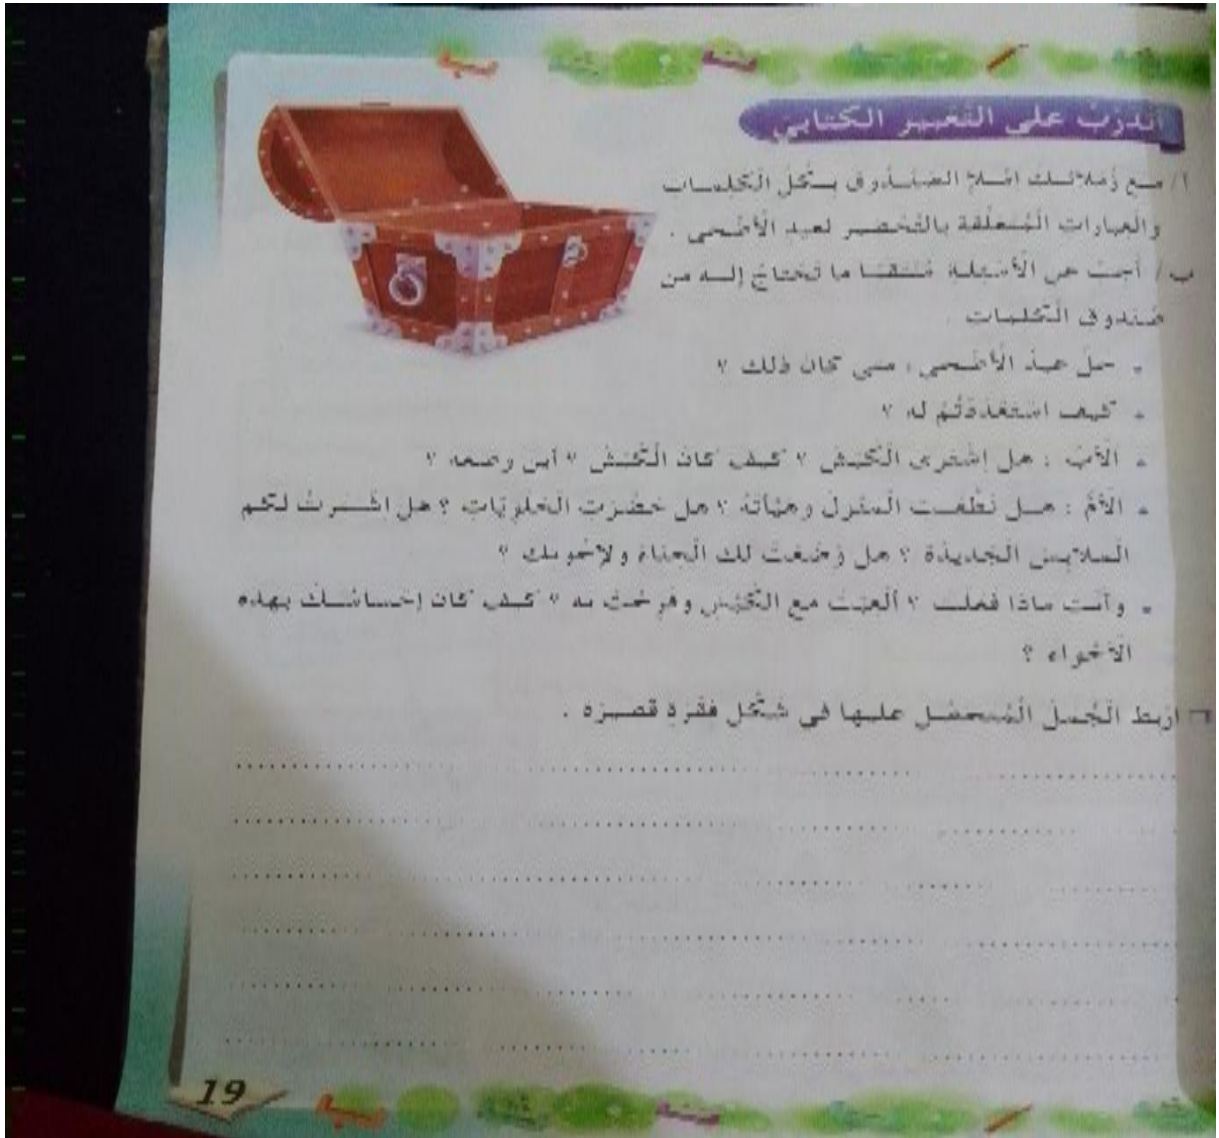 أتدرب على التعبير الكتابي
أ/ مع زملائك املأ الصندوق بكل الكلمات
والعبارات المتعلقة بالتحضير لعيد الأضحى .
ب/ أجب عن الأسئلة منتقيا ما تحتاج إليه من
صندوق الكلمات .
• حل عيد الأضحى، متى كان ذلك ؟
• كيف استعددتم له ؟
• الأب : هل اشترى الكبش ؟ كيف كان الكبش ؟ أين وضعه ؟
• الأم : هل نظفت المنزل وهيأته ؟ هل حضرت الحلويات ؟ هل اشترت لكم
الملابس الجديدة ؟ هل وضعت لك الحناء ولإخوتك ؟
• وأنت ماذا فعلت ؟ ألعبت مع الكبش وفرحت به ؟ كيف كان إحساسك بهذه
الأجواء ؟
اربط الجمل المتحصل عليها في شكل فقرة قصيرة .
19